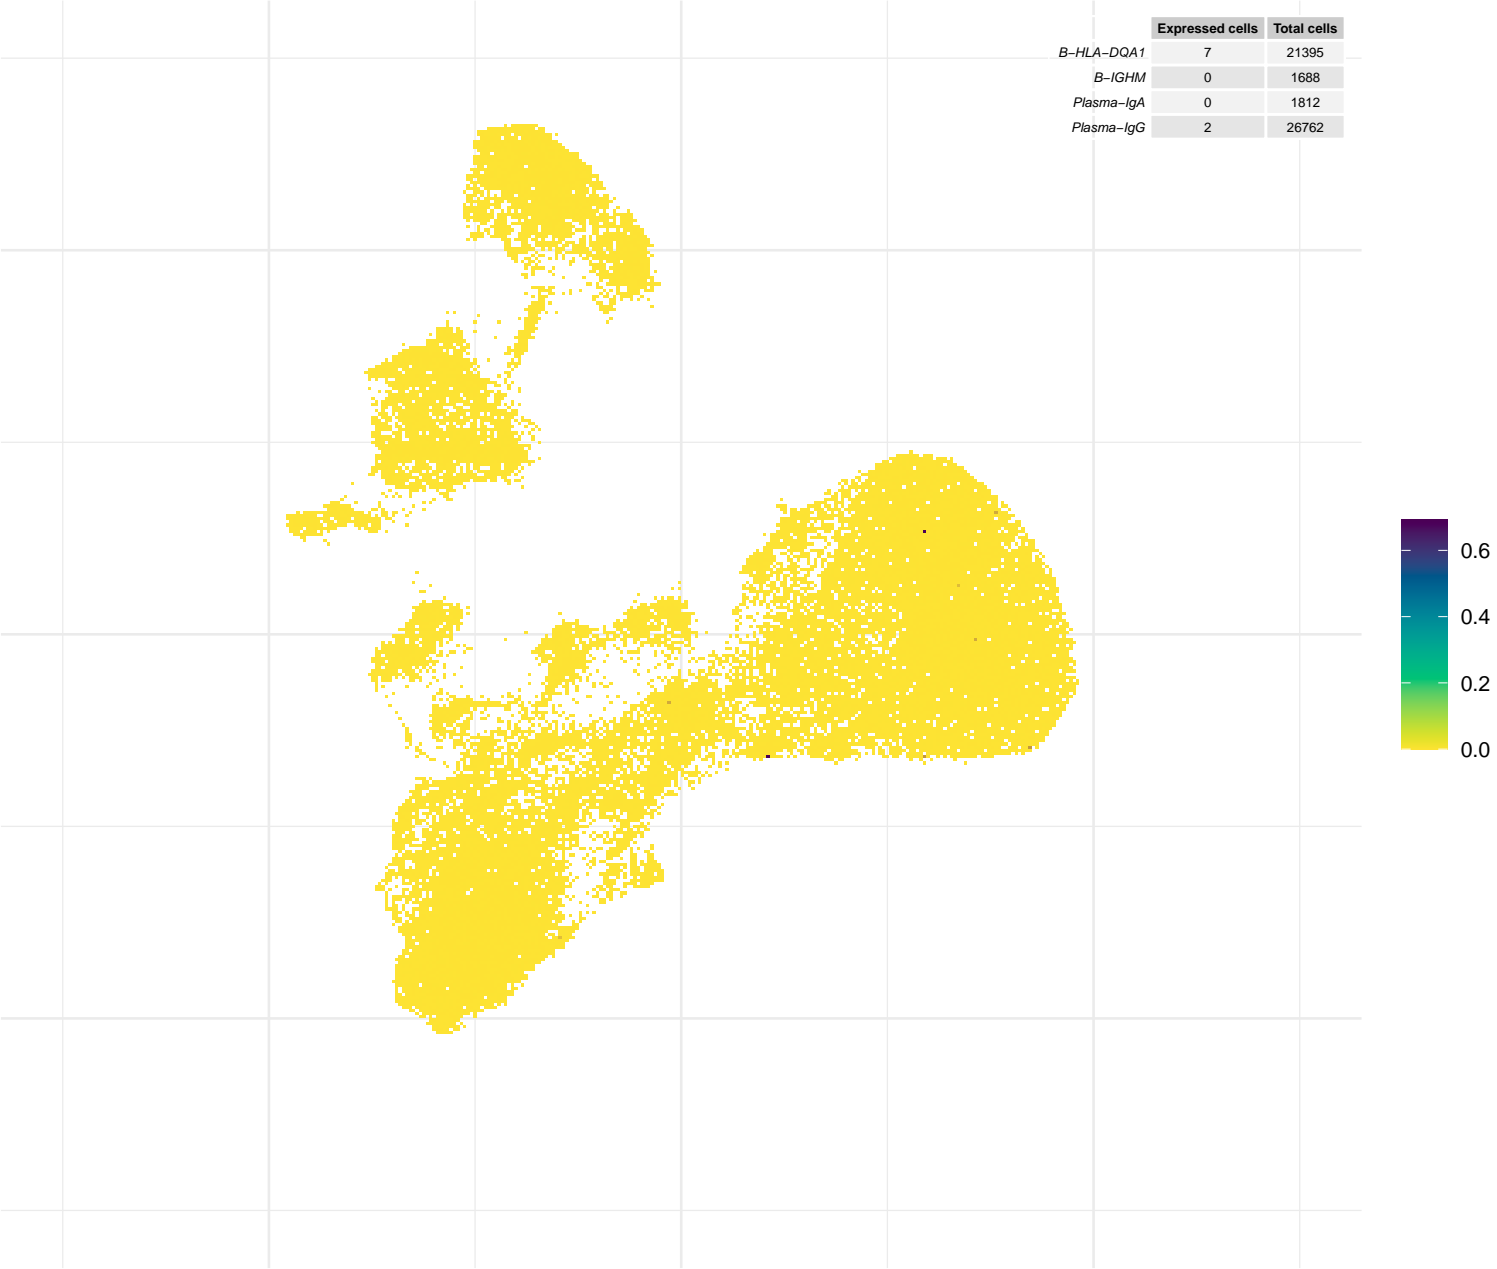 Expressed cells Total cells
B−HLA−DQA1 7 21395
B−IGHM 0 1688
Plasma−IgA 0 1812
Plasma−IgG 2 26762
0.6
0.4
0.2
0.0